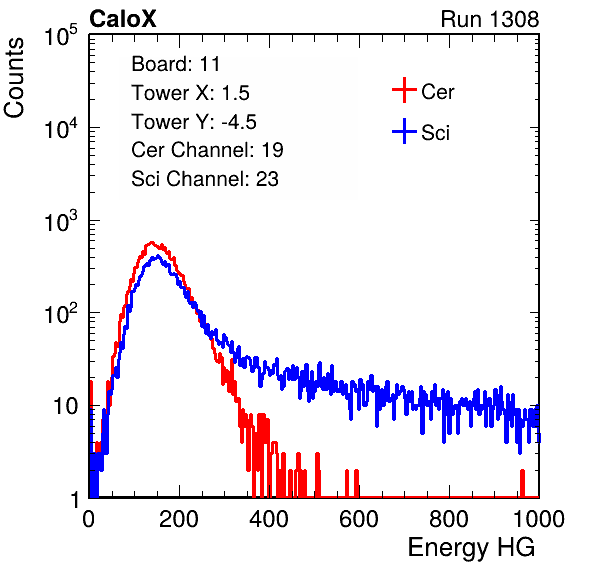 CaloX Run 1308
Counts
10^5
10^4
10^3
10^2
10
1
Board: 11
Tower X: 1.5
Tower Y: -4.5
Cer Channel: 19
Sci Channel: 23
Cer
Sci
0 200 400 600 800 1000
Energy HG